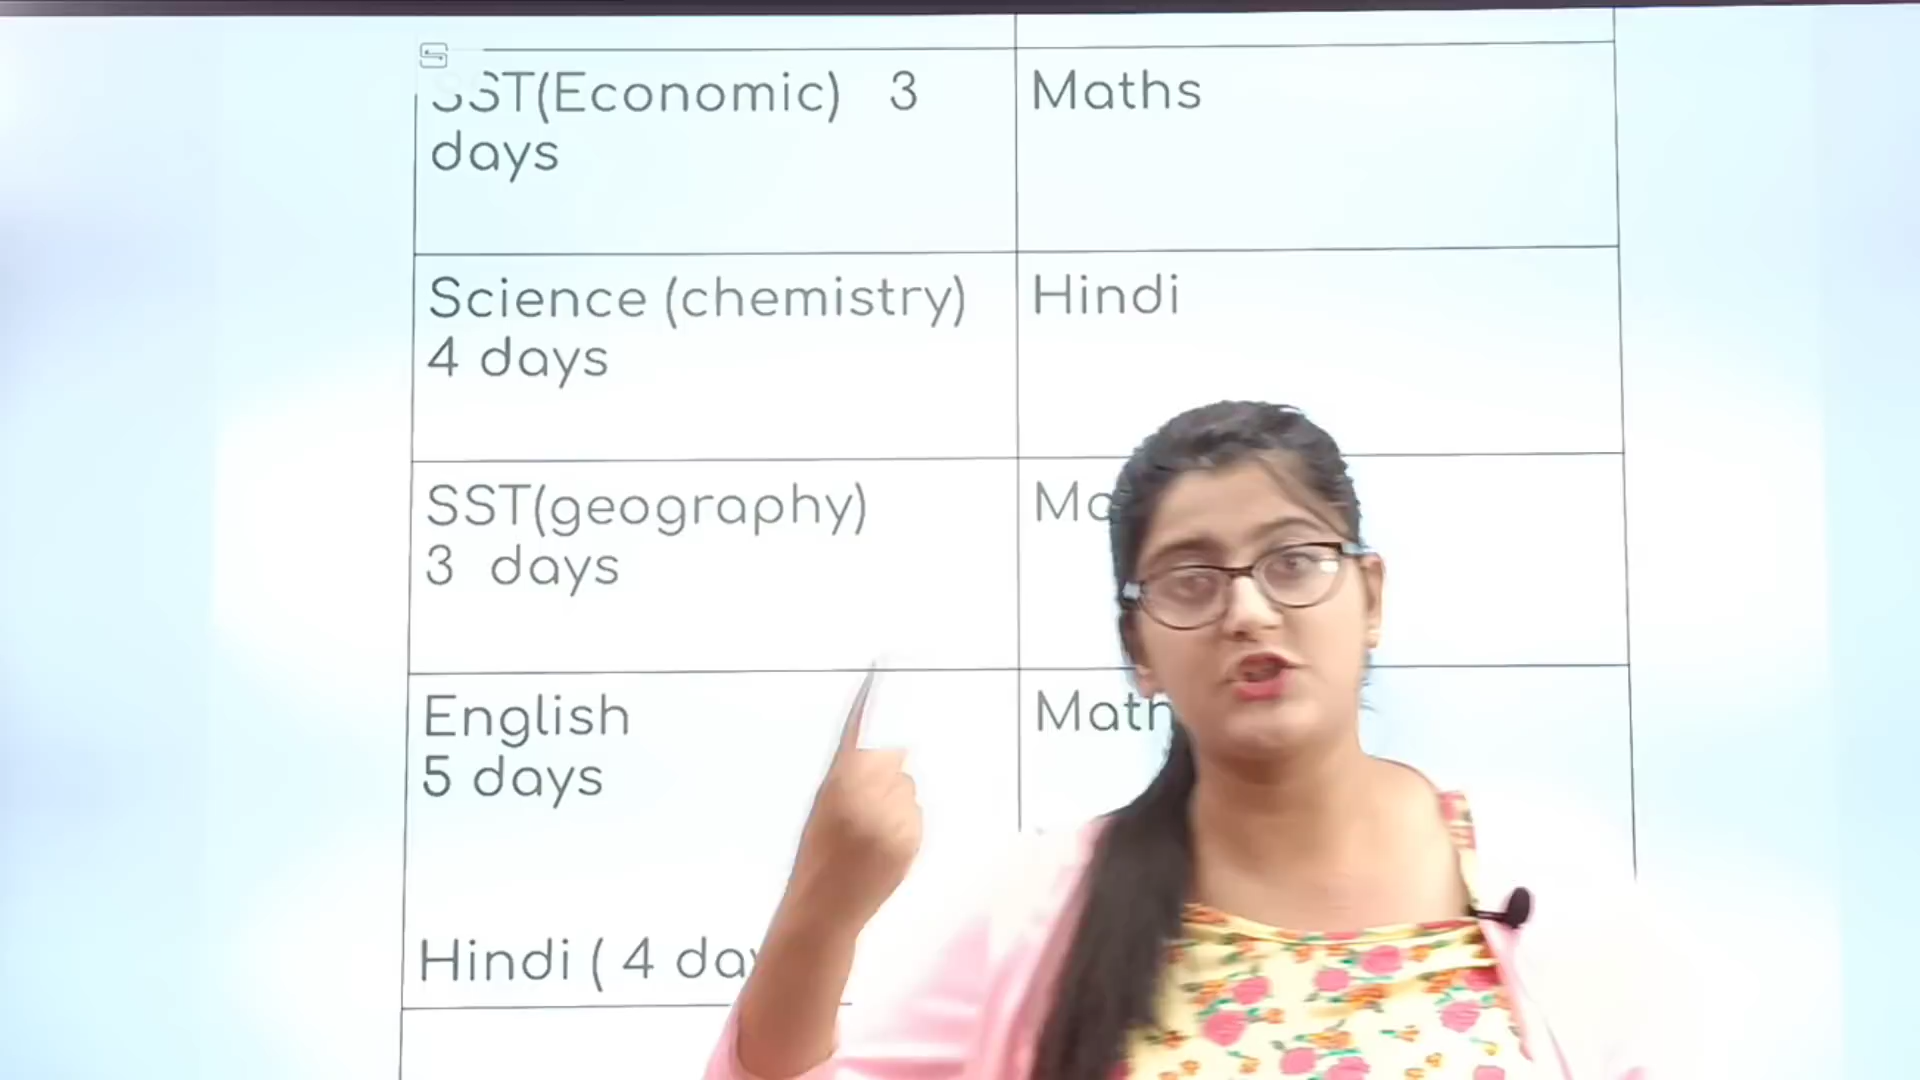 SST(Economic) 3
days
Maths
Science (chemistry)
4 days
Hindi
SST(geography)
3 days
English
5 days
Hindi ( 4